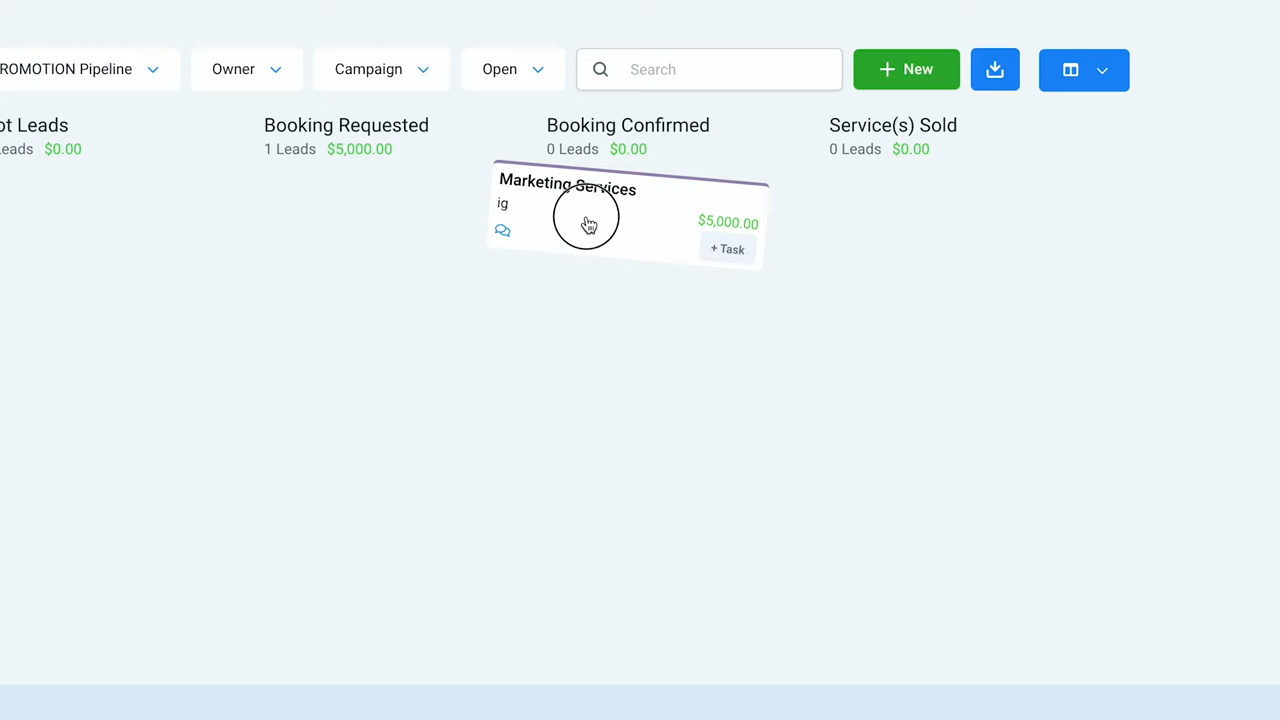 ROMOTION Pipeline
Owner
Campaign
Open
Search
New
ot Leads
eads $0.00
Booking Requested
1 Leads $5,000.00
Booking Confirmed
0 Leads $0.00
Service(s) Sold
0 Leads $0.00
Marketing Services
ig
$5,000.00
+ Task